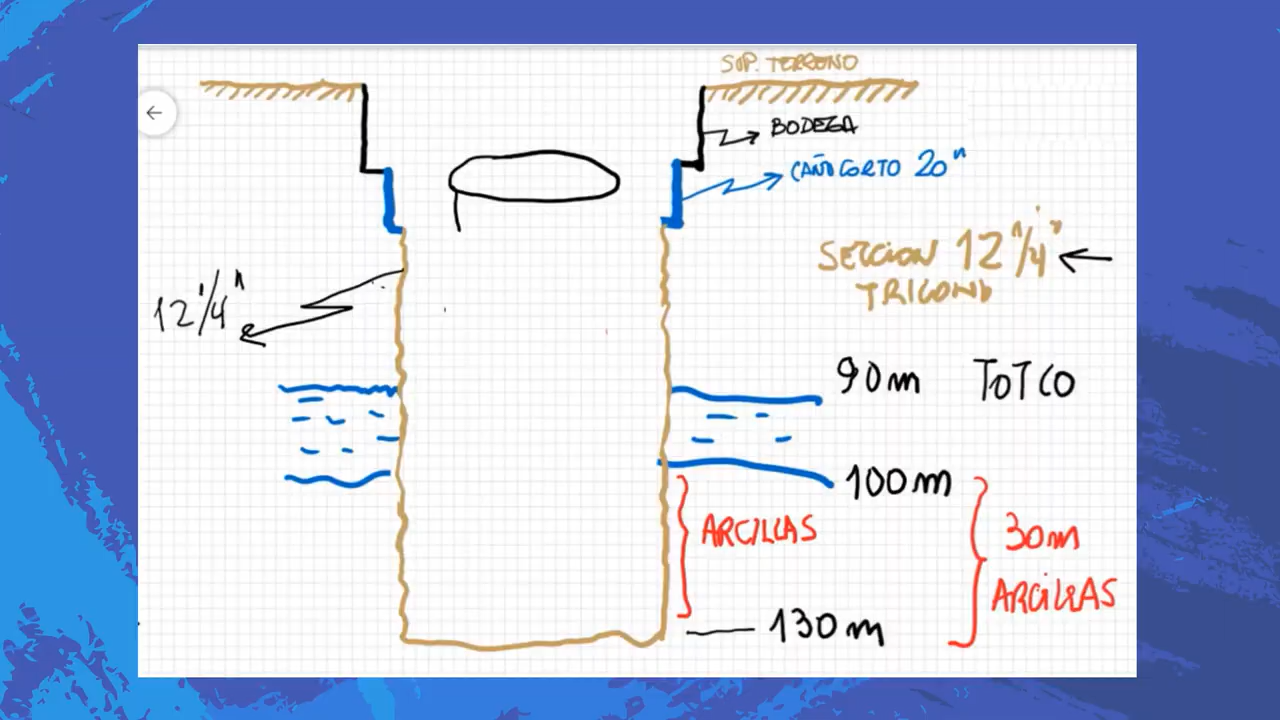 SUP. TERRENO
BODEGA
CAÑO CORTO 20"
SECCION 12 1/4"
TRICONO
12 1/4"
90m TOTCO
100m
ARCILLAS
30m
ARCILLAS
130m